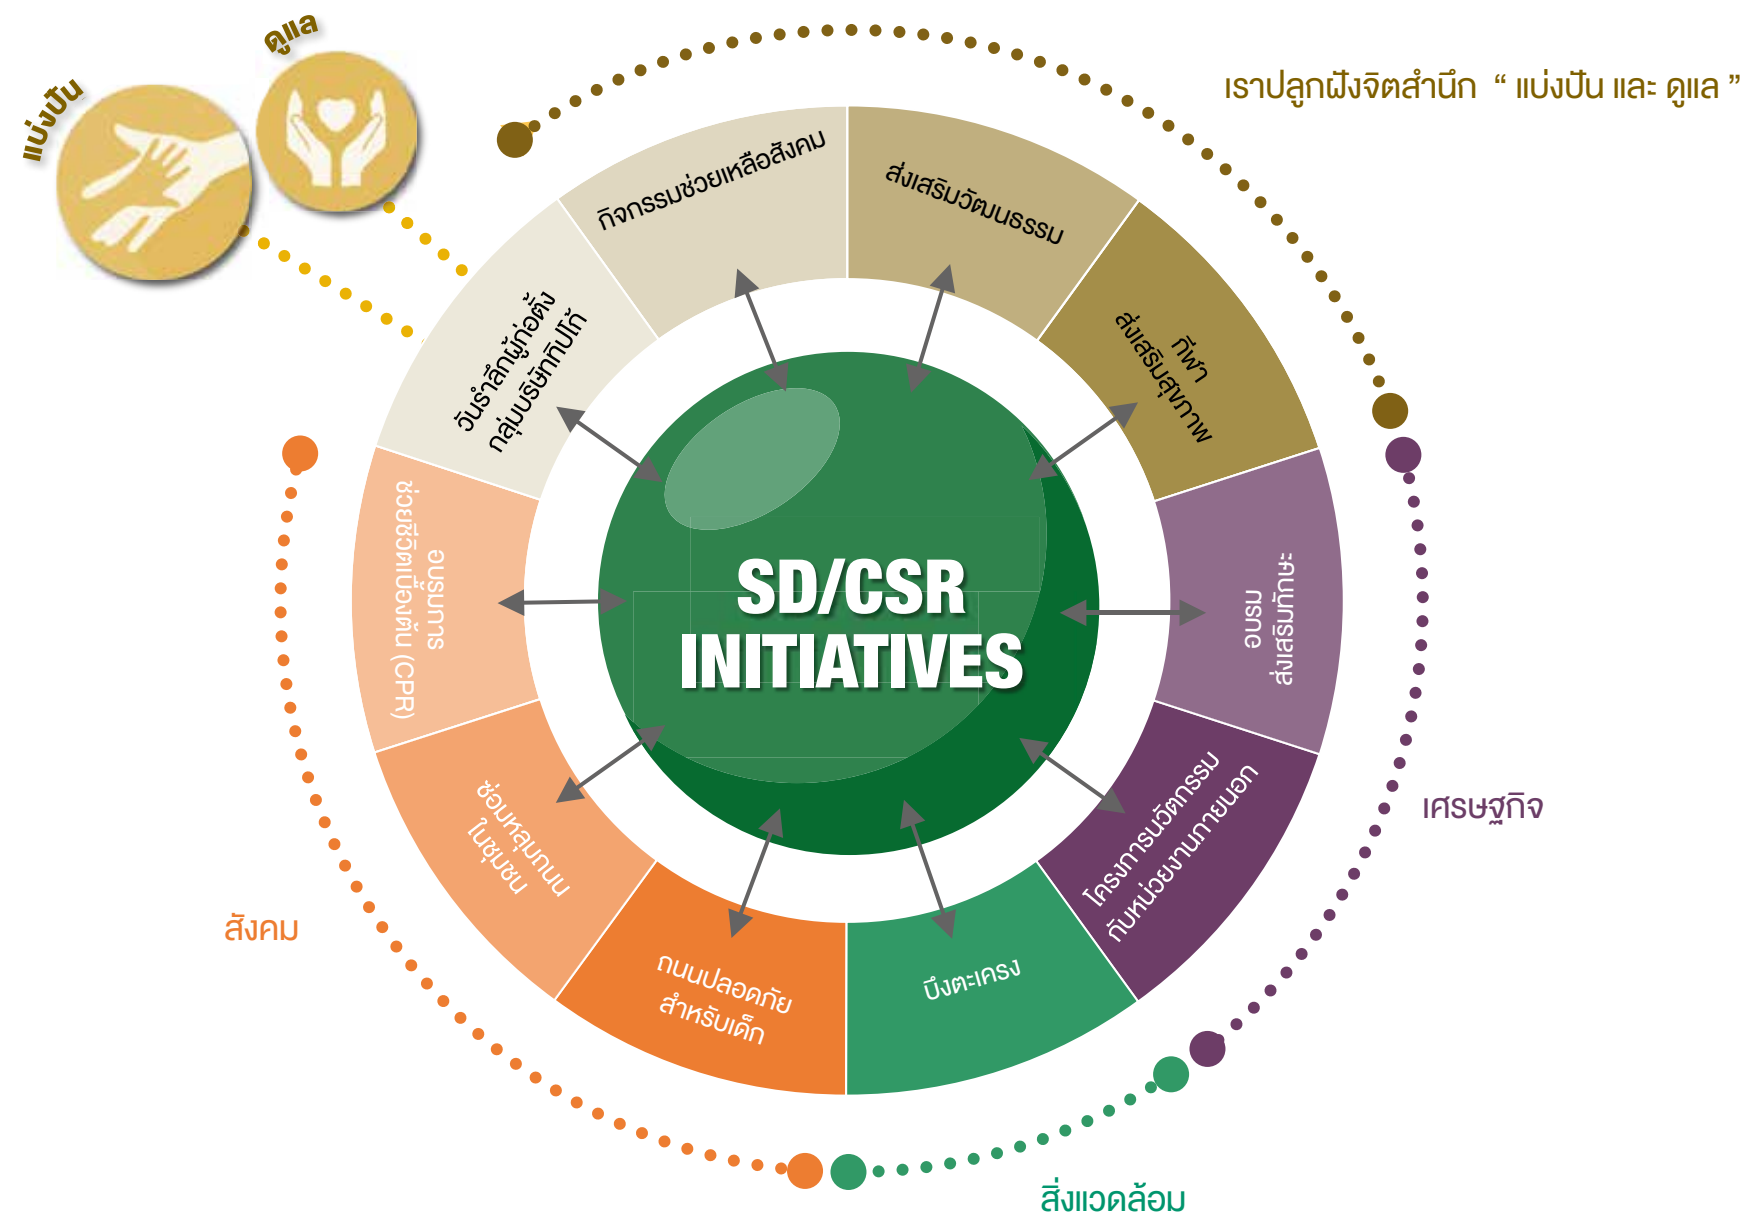 ดูแล
แบ่งปัน
เราปลูกฝังจิตสำนึก “ แบ่งปัน และ ดูแล ”
กิจกรรมช่วยเหลือสังคม
ส่งเสริมวัฒนธรรม
กีฬา
ส่งเสริมสุขภาพ
วันรำลึกผู้ก่อตั้ง
กลุ่มบริษัททิปโก้
อบรมการ
ช่วยชีวิตเบื้องต้น (CPR)
SD/CSR
INITIATIVES
อบรม
ส่งเสริมทักษะ
โครงการนวัตกรรม
กับหน่วยงานภายนอก
เศรษฐกิจ
ซ่อมหลุมถนน
ในชุมชน
สังคม
ถนนปลอดภัย
สำหรับเด็ก
บึงตะเครง
สิ่งแวดล้อม